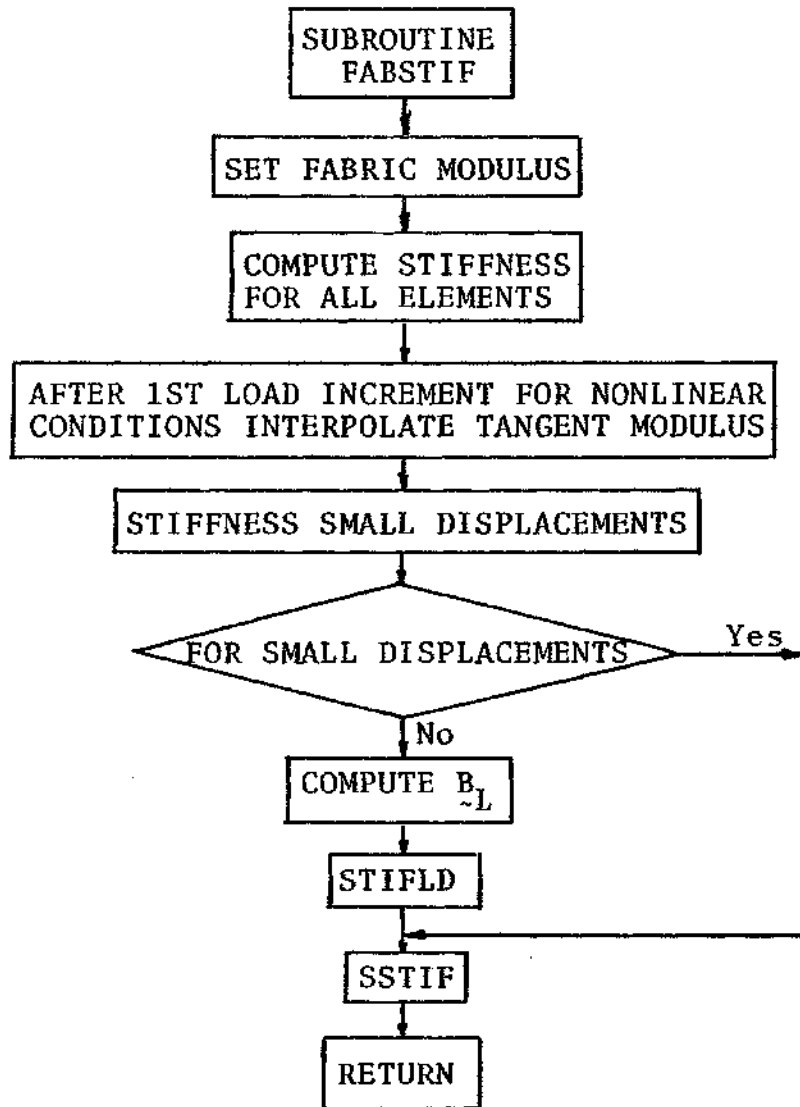 SUBROUTINE
FABSTIF
SET FABRIC MODULUS
COMPUTE STIFFNESS
FOR ALL ELEMENTS
AFTER 1ST LOAD INCREMENT FOR NONLINEAR
CONDITIONS INTERPOLATE TANGENT MODULUS
STIFFNESS SMALL DISPLACEMENTS
FOR SMALL DISPLACEMENTS
Yes
No
COMPUTE B̰_L
STIFLD
SSTIF
RETURN